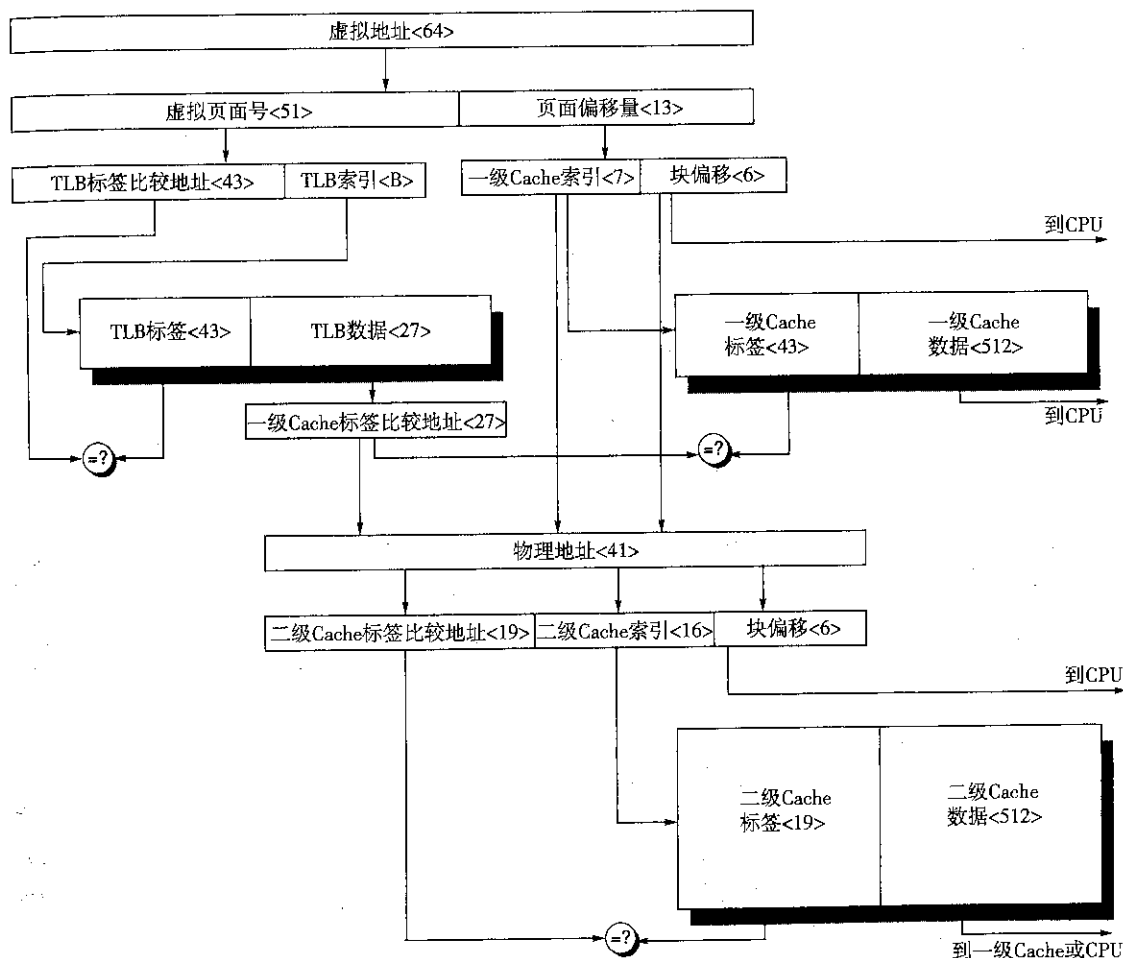 虚拟地址<64>
虚拟页面号<51>
页面偏移量<13>
TLB标签比较地址<43>
TLB索引<B>
一级Cache索引<7>
块偏移<6>
到CPU
TLB标签<43>
TLB数据<27>
一级Cache
标签<43>
一级Cache
数据<512>
到CPU
一级Cache标签比较地址<27>
=?
=?
物理地址<41>
二级Cache标签比较地址<19>
二级Cache索引<16>
块偏移<6>
到CPU
二级Cache
标签<19>
二级Cache
数据<512>
=?
到一级Cache或CPU